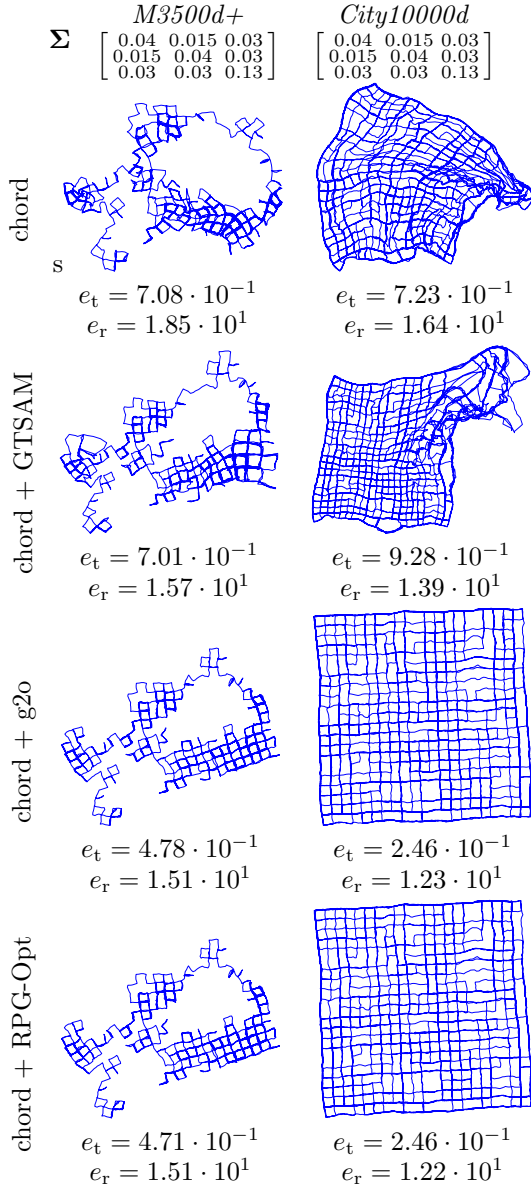 M3500d+ City10000d
Σ
[ 0.04 0.015 0.03 ] [ 0.04 0.015 0.03 ]
[ 0.015 0.04 0.03 ] [ 0.015 0.04 0.03 ]
[ 0.03 0.03 0.13 ] [ 0.03 0.03 0.13 ]
chord
s
e_t = 7.08 · 10^{-1} e_t = 7.23 · 10^{-1}
e_r = 1.85 · 10^1 e_r = 1.64 · 10^1
chord + GTSAM
e_t = 7.01 · 10^{-1} e_t = 9.28 · 10^{-1}
e_r = 1.57 · 10^1 e_r = 1.39 · 10^1
chord + g2o
e_t = 4.78 · 10^{-1} e_t = 2.46 · 10^{-1}
e_r = 1.51 · 10^1 e_r = 1.23 · 10^1
chord + RPG-Opt
e_t = 4.71 · 10^{-1} e_t = 2.46 · 10^{-1}
e_r = 1.51 · 10^1 e_r = 1.22 · 10^1